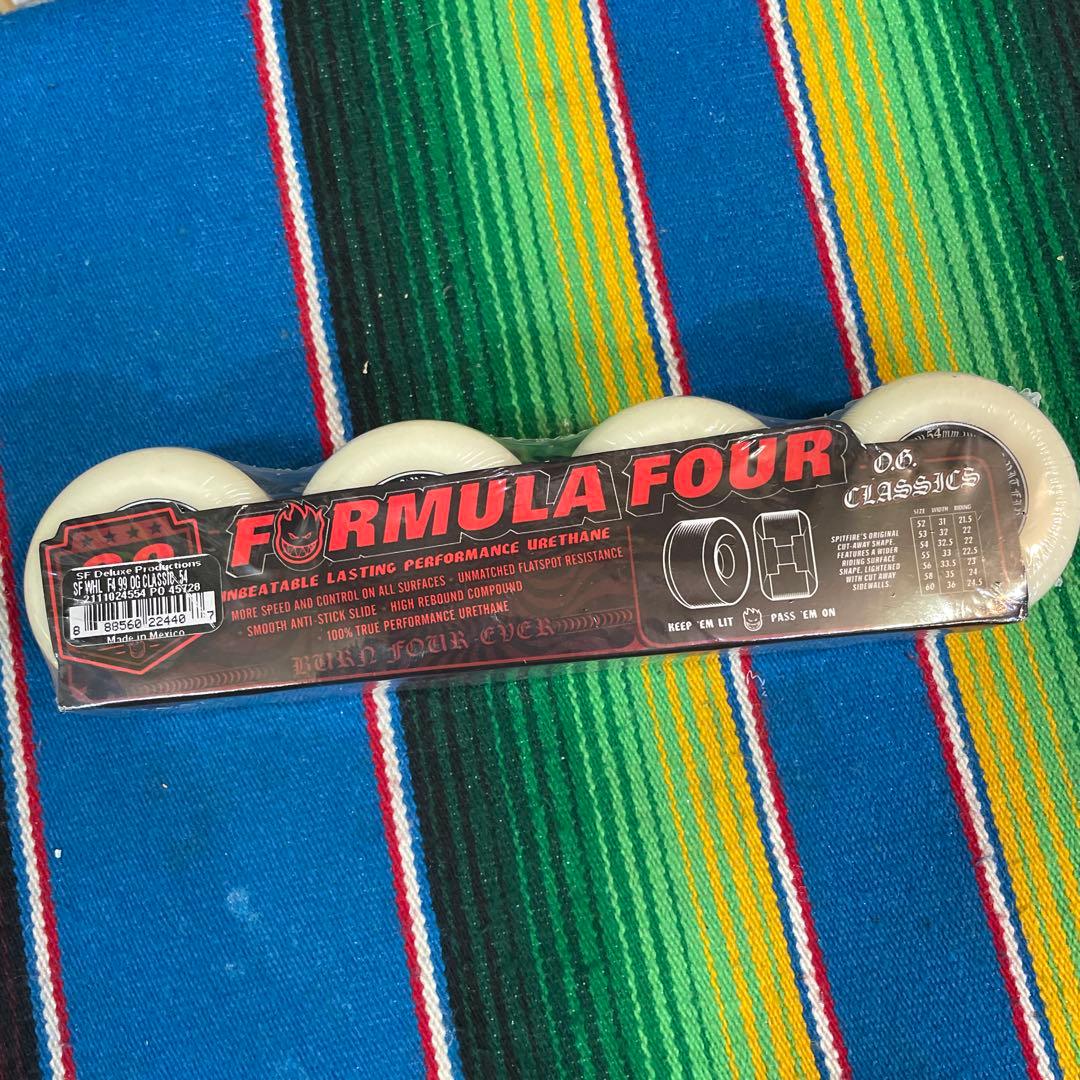 FORMULA FOUR
UNBEATABLE LASTING PERFORMANCE URETHANE
MORE SPEED AND CONTROL ON ALL SURFACES - UNMATCHED FLATSPOT RESISTANCE
- SMOOTH ANTI-STICK SLIDE - HIGH REBOUND COMPOUND
100% TRUE PERFORMANCE URETHANE
BURN FOUR-EVER
SF Deluxe Productions
SF WHL F4 99 OG CLASSIC 54
2111024554 PO 45728
8 88560 22440 7
Made in Mexico
54mm
O.G.
CLASSICS
SPITFIRE'S ORIGINAL
CUT-AWAY SHAPE.
FEATURES A WIDER
RIDING SURFACE
SHAPE, LIGHTENED
WITH CUT AWAY
SIDEWALLS.
SIZE WIDTH RIDING
52 31 21.5
53 32 22
54 32.5 22
55 33 22.5
56 33.5 23
58 35 24
60 36 24.5
KEEP 'EM LIT PASS 'EM ON